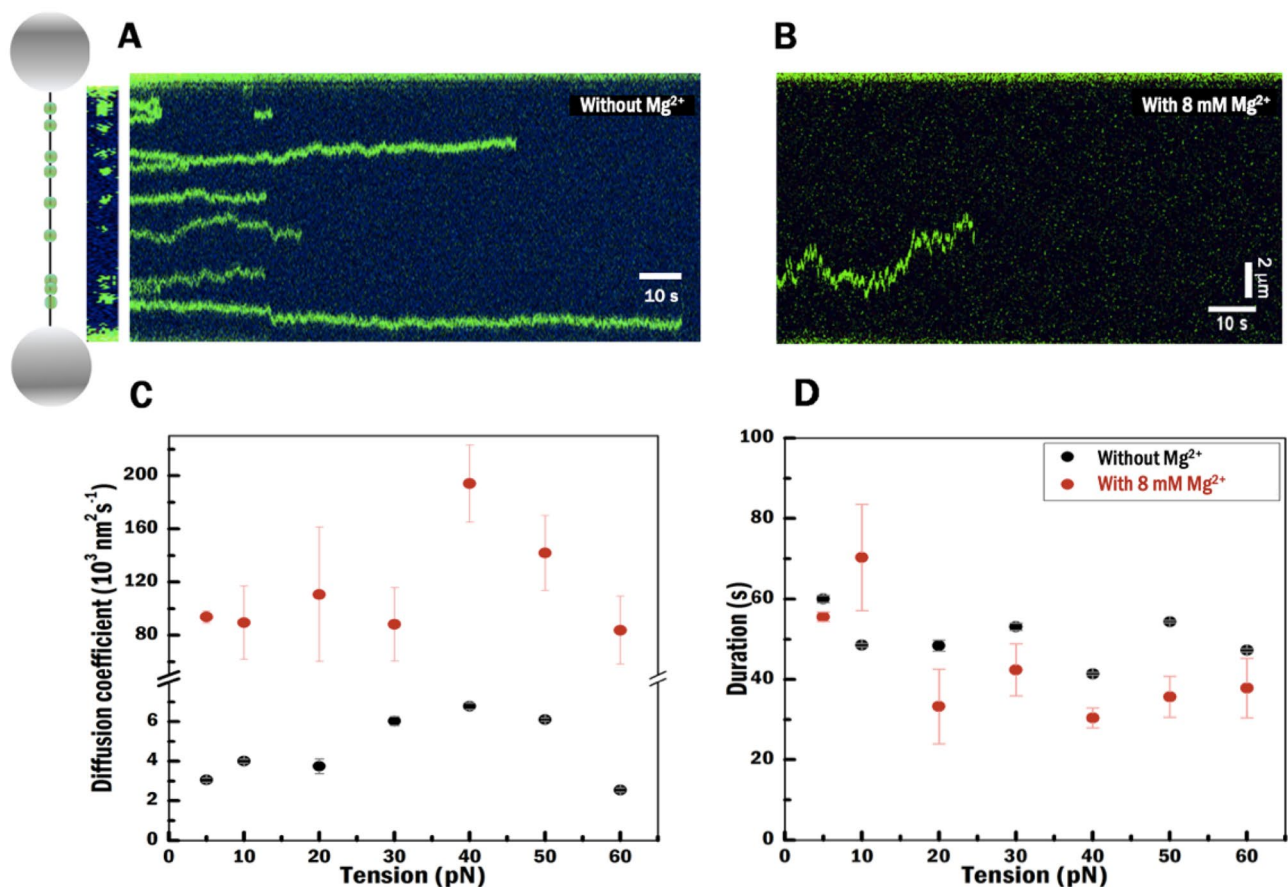 A
Without Mg²⁺
10 s
B
With 8 mM Mg²⁺
2 μm
10 s
C
Diffusion coefficient (10³ nm² s⁻¹)
200
160
120
80
6
4
2
0
0 10 20 30 40 50 60
Tension (pN)
D
Duration (s)
100
80
60
40
20
0
Without Mg²⁺
With 8 mM Mg²⁺
0 10 20 30 40 50 60
Tension (pN)